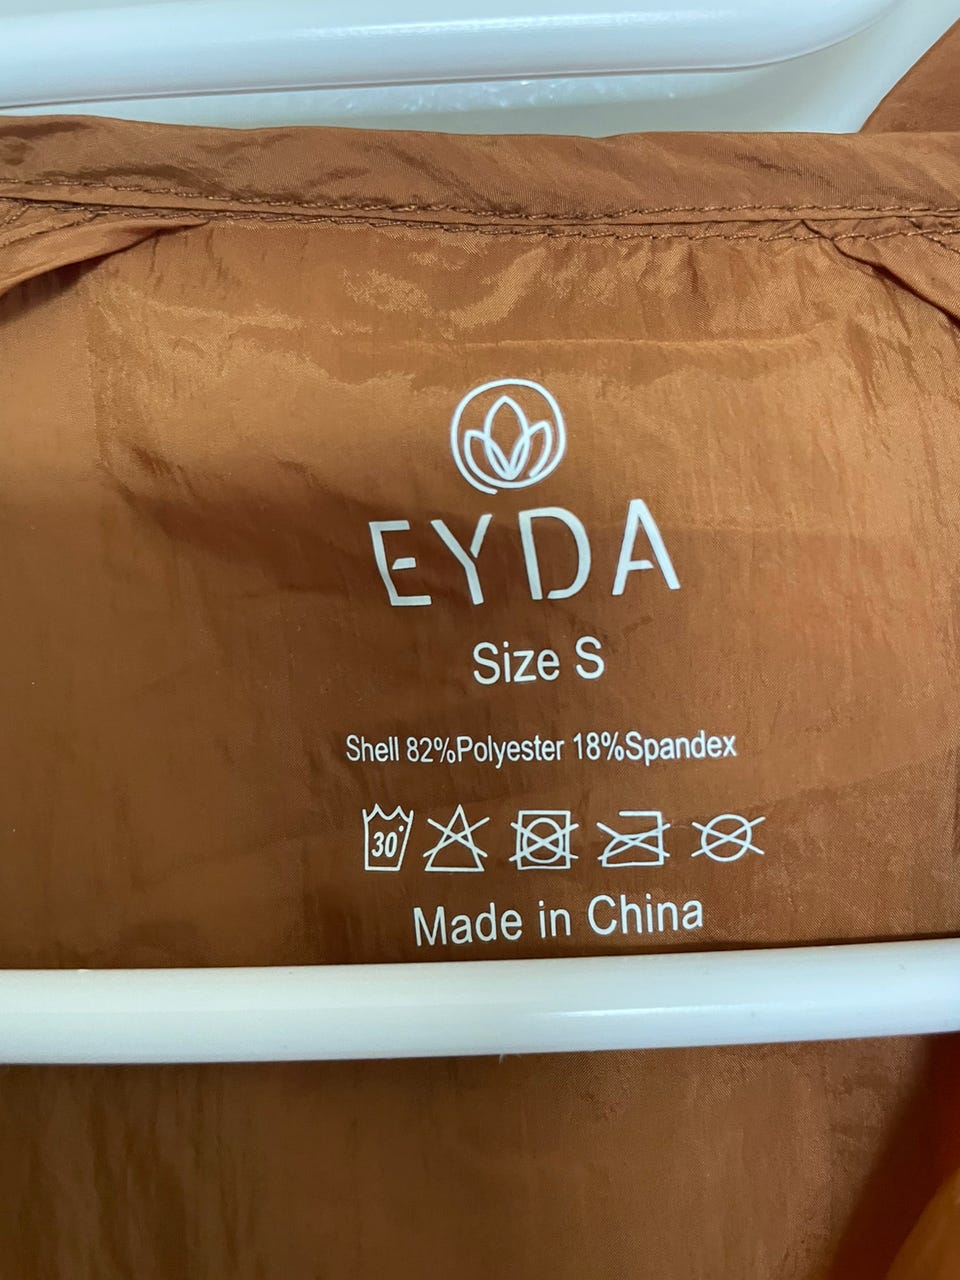 EYDA
Size S
Shell 82%Polyester 18%Spandex
30°
Made in China